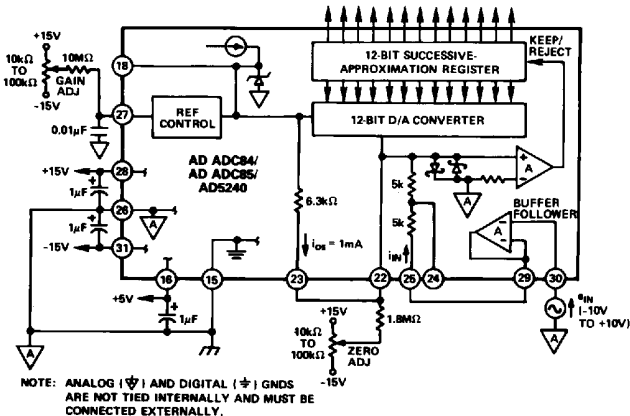 +15V
10kΩ
TO
100kΩ
10MΩ
GAIN
ADJ
-15V
18
27
0.01µF
REF
CONTROL
KEEP/
REJECT
12-BIT SUCCESSIVE-
APPROXIMATION REGISTER
12-BIT D/A CONVERTER
AD ADC84/
AD ADC85/
AD5240
+15V
28
1µF
26
A
1µF
-15V
31
6.3kΩ
iOS = 1mA
5k
5k
iIN
+
-
A
A
BUFFER
FOLLOWER
A
16
15
23
22
25
24
29
30
+5V
1µF
A
+15V
10kΩ
TO
100kΩ
1.8MΩ
ZERO
ADJ
-15V
eIN
(-10V
TO +10V)
A
NOTE: ANALOG (A) AND DIGITAL (⏚) GNDS
ARE NOT TIED INTERNALLY AND MUST BE
CONNECTED EXTERNALLY.